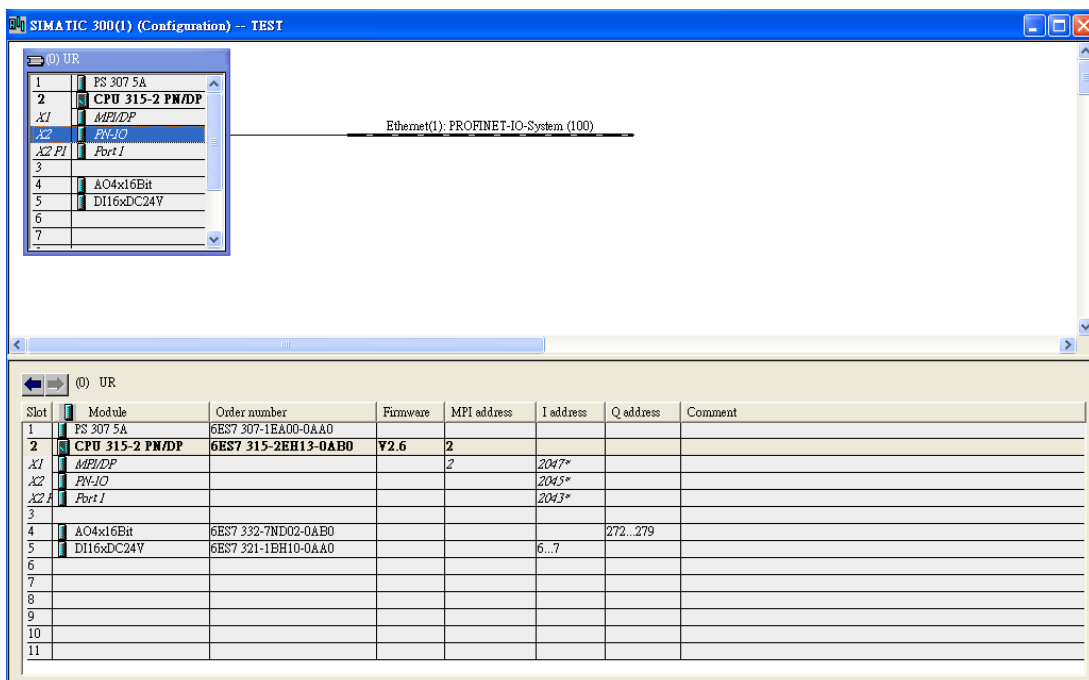 SIMATIC 300(1) (Configuration) -- TEST
(0) UR
1 PS 307 5A
2 CPU 315-2 PN/DP
X1 MPI/DP
X2 PN-IO
X2 P1 Port 1
3
4 AO4x16Bit
5 DI16xDC24V
6
7
Ethernet(1): PROFINET-IO-System (100)
(0) UR
Slot Module Order number Firmware MPI address I address Q address Comment
1 PS 307 5A 6ES7 307-1EA00-0AA0
2 CPU 315-2 PN/DP 6ES7 315-2EH13-0AB0 V2.6 2
X1 MPI/DP 2 2047*
X2 PN-IO 2045*
X2 P Port 1 2043*
3
4 AO4x16Bit 6ES7 332-7ND02-0AB0 272...279
5 DI16xDC24V 6ES7 321-1BH10-0AA0 6...7
6
7
8
9
10
11